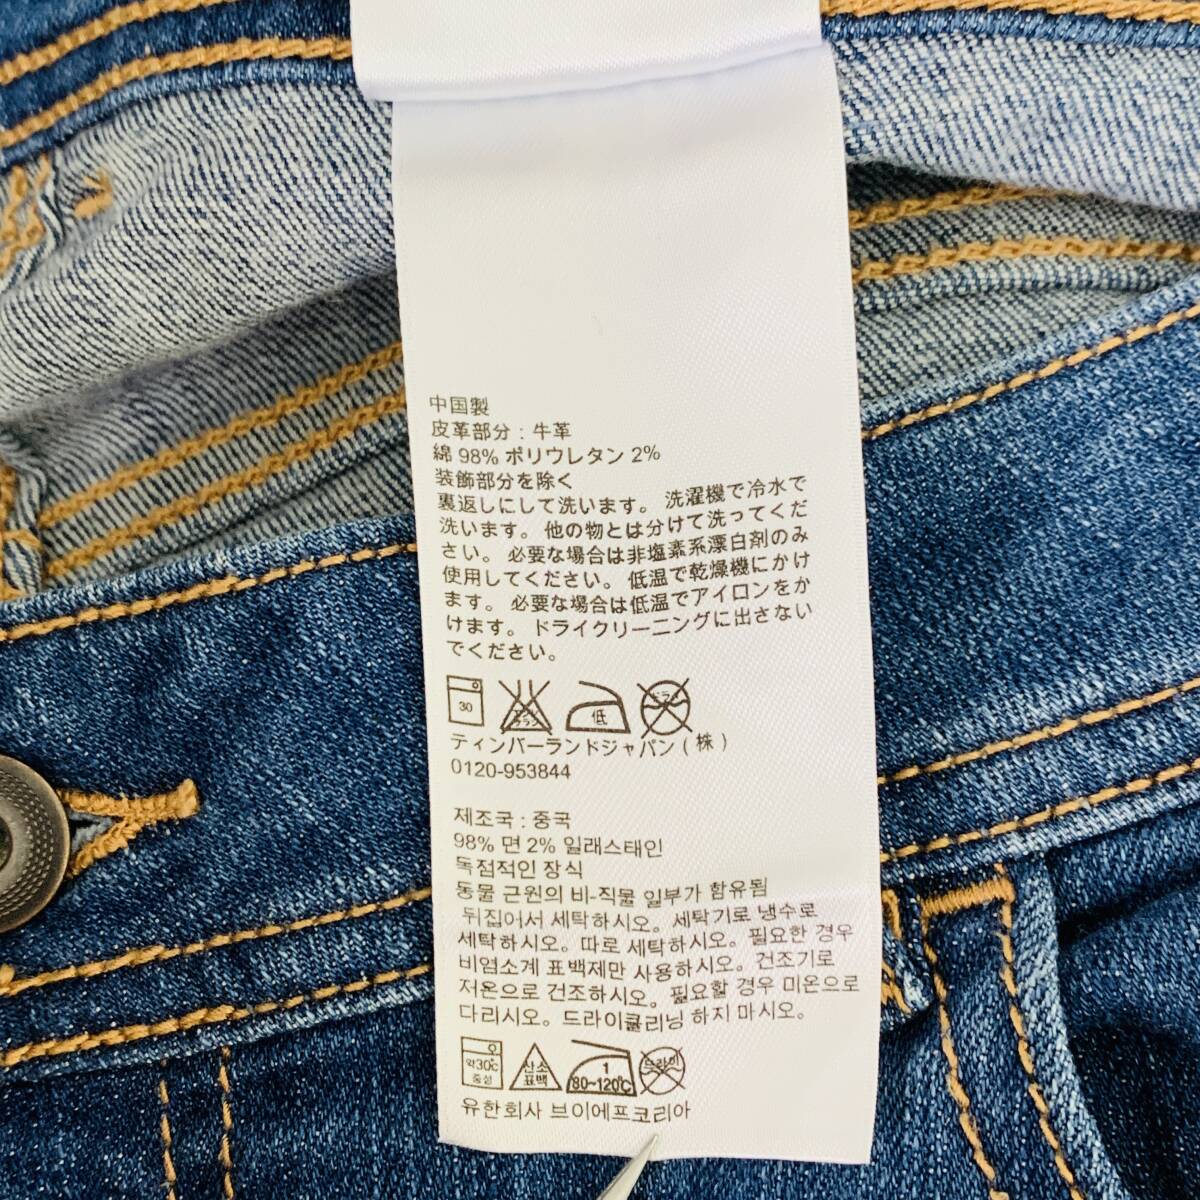 中国製
皮革部分：牛革
綿 98% ポリウレタン 2%
装飾部分を除く
裏返しにして洗います。 洗濯機で冷水で
洗います。 他の物とは分けて洗ってくだ
さい。 必要な場合は非塩素系漂白剤のみ
使用してください。 低温で乾燥機にかけ
ます。 必要な場合は低温でアイロンをか
けます。 ドライクリーニングに出さない
でください。
30
低
ドライ
ティンバーランドジャパン ( 株 )
0120-953844
제조국 : 중국
98% 면 2% 일래스태인
독점적인 장식
동물 근원의 비-직물 일부가 함유됨
뒤집어서 세탁하시오. 세탁기로 냉수로
세탁하시오. 따로 세탁하시오. 필요한 경우
비염소계 표백제만 사용하시오. 건조기로
저온으로 건조하시오. 필요할 경우 미온으로
다리시오. 드라이클리닝 하지 마시오.
약30℃
중성
산소
표백
1
80~120℃
드라이
유한회사 브이에프코리아